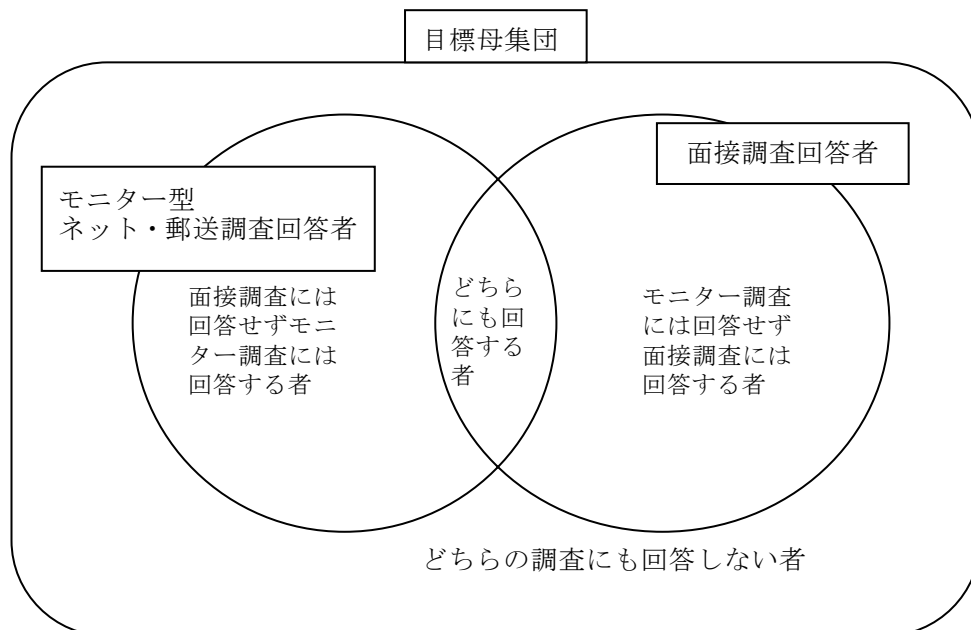 目標母集団
面接調査回答者
モニター型
ネット・郵送調査回答者
面接調査には
回答せずモニ
ター調査には
回答する者
どちら
にも回
答する
者
モニター調査
には回答せず
面接調査には
回答する者
どちらの調査にも回答しない者